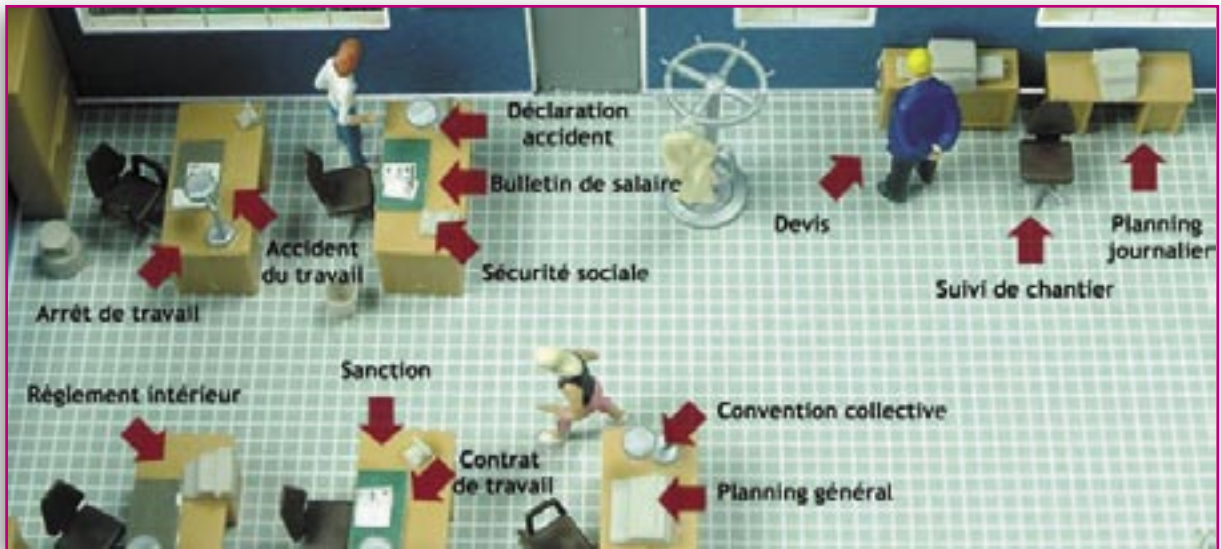 Déclaration
accident
Bulletin de salaire
Sécurité sociale
Accident
du travail
Arrêt de travail
Devis
Suivi de chantier
Planning
journalier
Règlement intérieur
Sanction
Contrat
de travail
Convention collective
Planning général